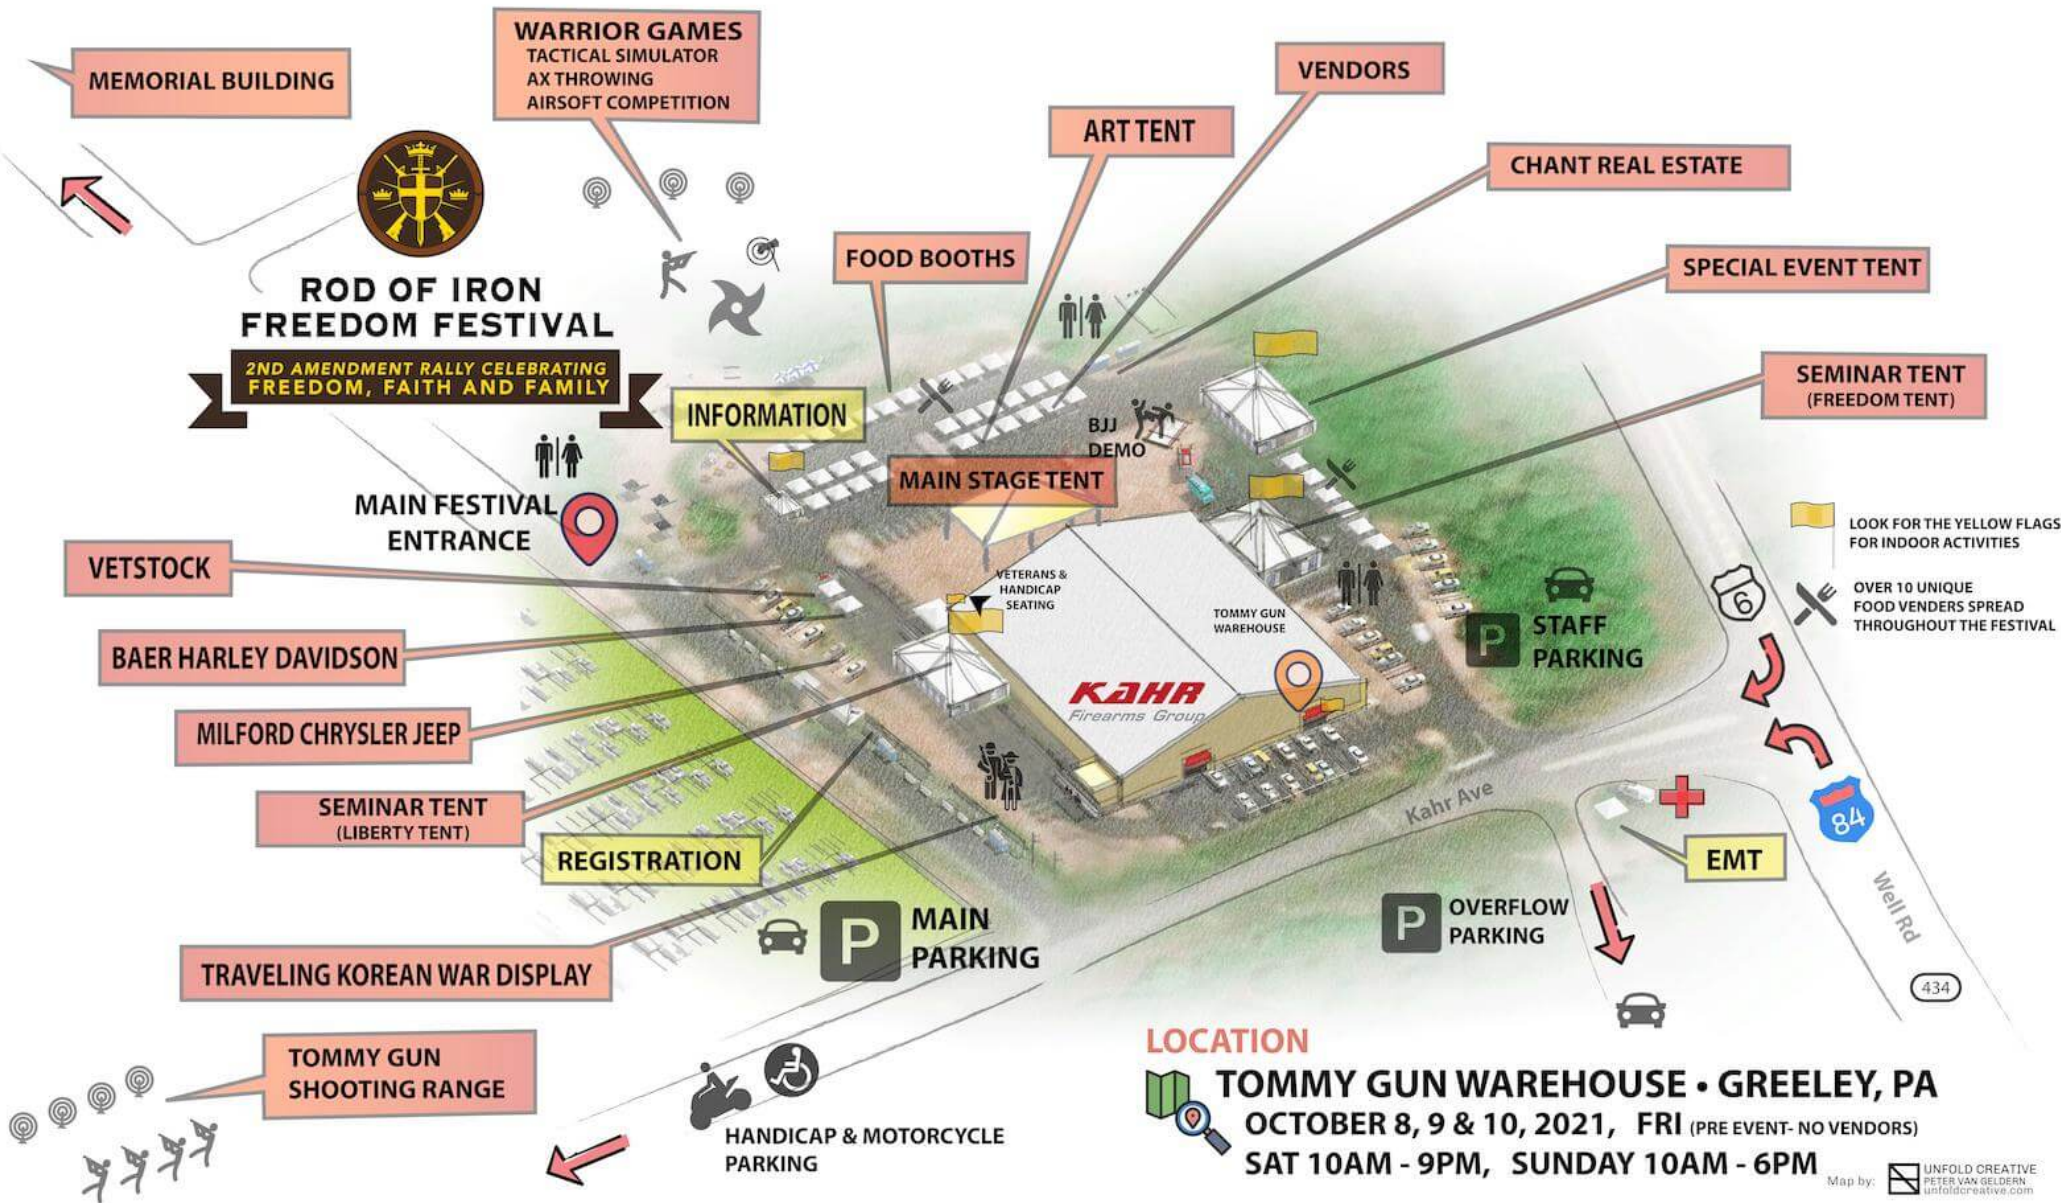 WARRIOR GAMES
TACTICAL SIMULATOR
AX THROWING
AIRSOFT COMPETITION
MEMORIAL BUILDING
VENDORS
ART TENT
CHANT REAL ESTATE
FOOD BOOTHS
SPECIAL EVENT TENT
ROD OF IRON
FREEDOM FESTIVAL
2ND AMENDMENT RALLY CELEBRATING
FREEDOM, FAITH AND FAMILY
SEMINAR TENT
(FREEDOM TENT)
INFORMATION
BJJ
DEMO
MAIN STAGE TENT
MAIN FESTIVAL
ENTRANCE
LOOK FOR THE YELLOW FLAGS
FOR INDOOR ACTIVITIES
VETSTOCK
VETERANS &
HANDICAP
SEATING
OVER 10 UNIQUE
FOOD VENDERS SPREAD
THROUGHOUT THE FESTIVAL
6
TOMMY GUN
WAREHOUSE
P
STAFF
PARKING
BAER HARLEY DAVIDSON
KAHR
Firearms Group
MILFORD CHRYSLER JEEP
SEMINAR TENT
(LIBERTY TENT)
Kahr Ave
84
REGISTRATION
EMT
Well Rd
P
MAIN
PARKING
P
OVERFLOW
PARKING
TRAVELING KOREAN WAR DISPLAY
434
TOMMY GUN
SHOOTING RANGE
HANDICAP & MOTORCYCLE
PARKING
LOCATION
TOMMY GUN WAREHOUSE • GREELEY, PA
OCTOBER 8, 9 & 10, 2021, FRI (PRE EVENT- NO VENDORS)
SAT 10AM - 9PM, SUNDAY 10AM - 6PM
Map by:
UNFOLD CREATIVE
PETER VAN GELDERN
unfoldcreative.com